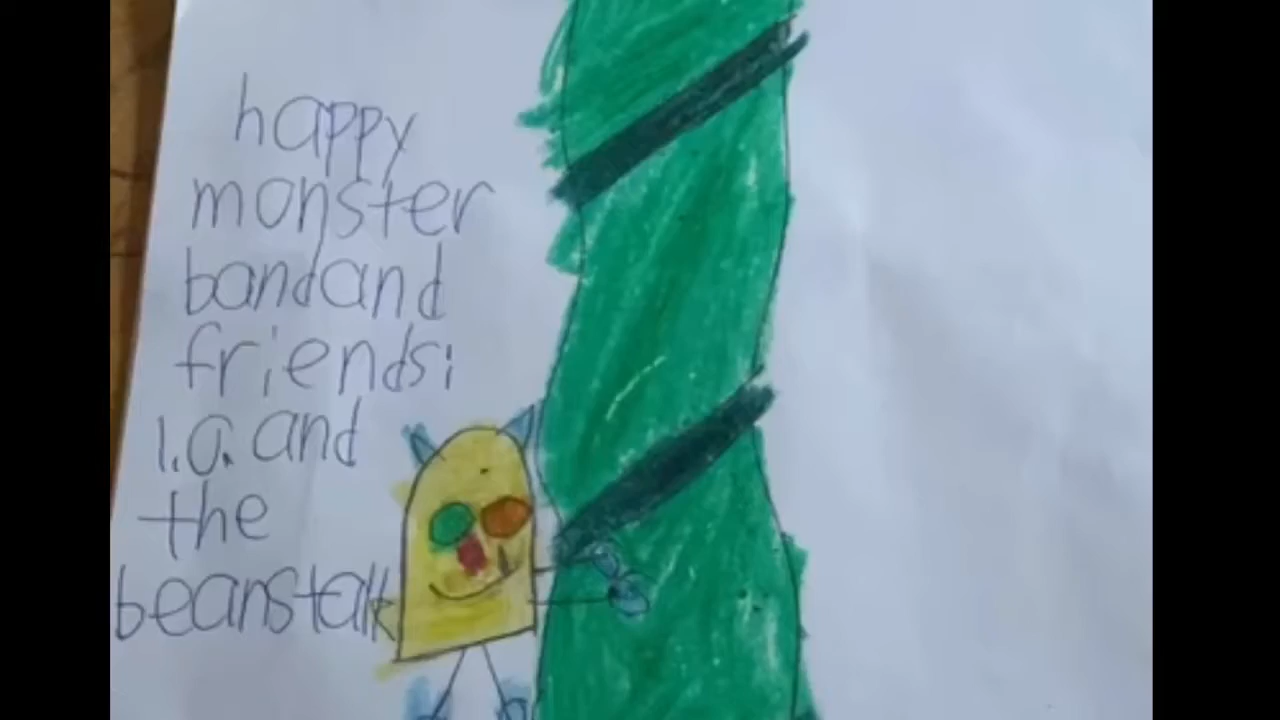 happy
monster
bandand
friends:
I.a. and
the
beanstalk